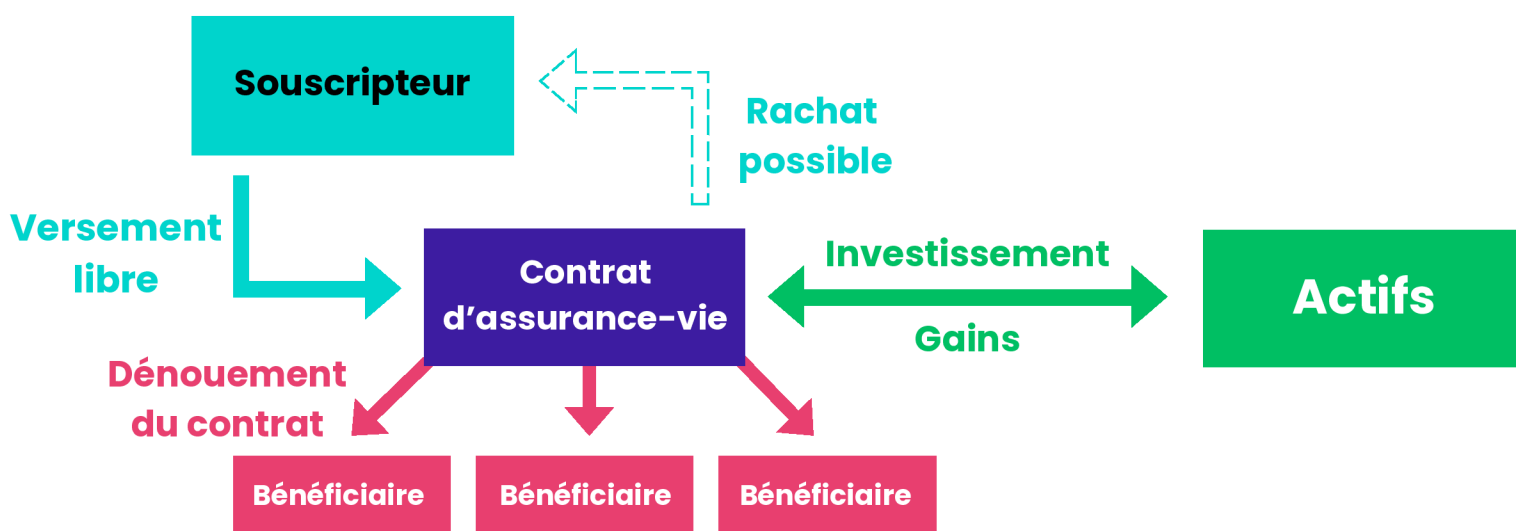 Souscripteur
Rachat
possible
Versement
libre
Contrat
d’assurance-vie
Investissement
Gains
Actifs
Dénouement
du contrat
Bénéficiaire
Bénéficiaire
Bénéficiaire